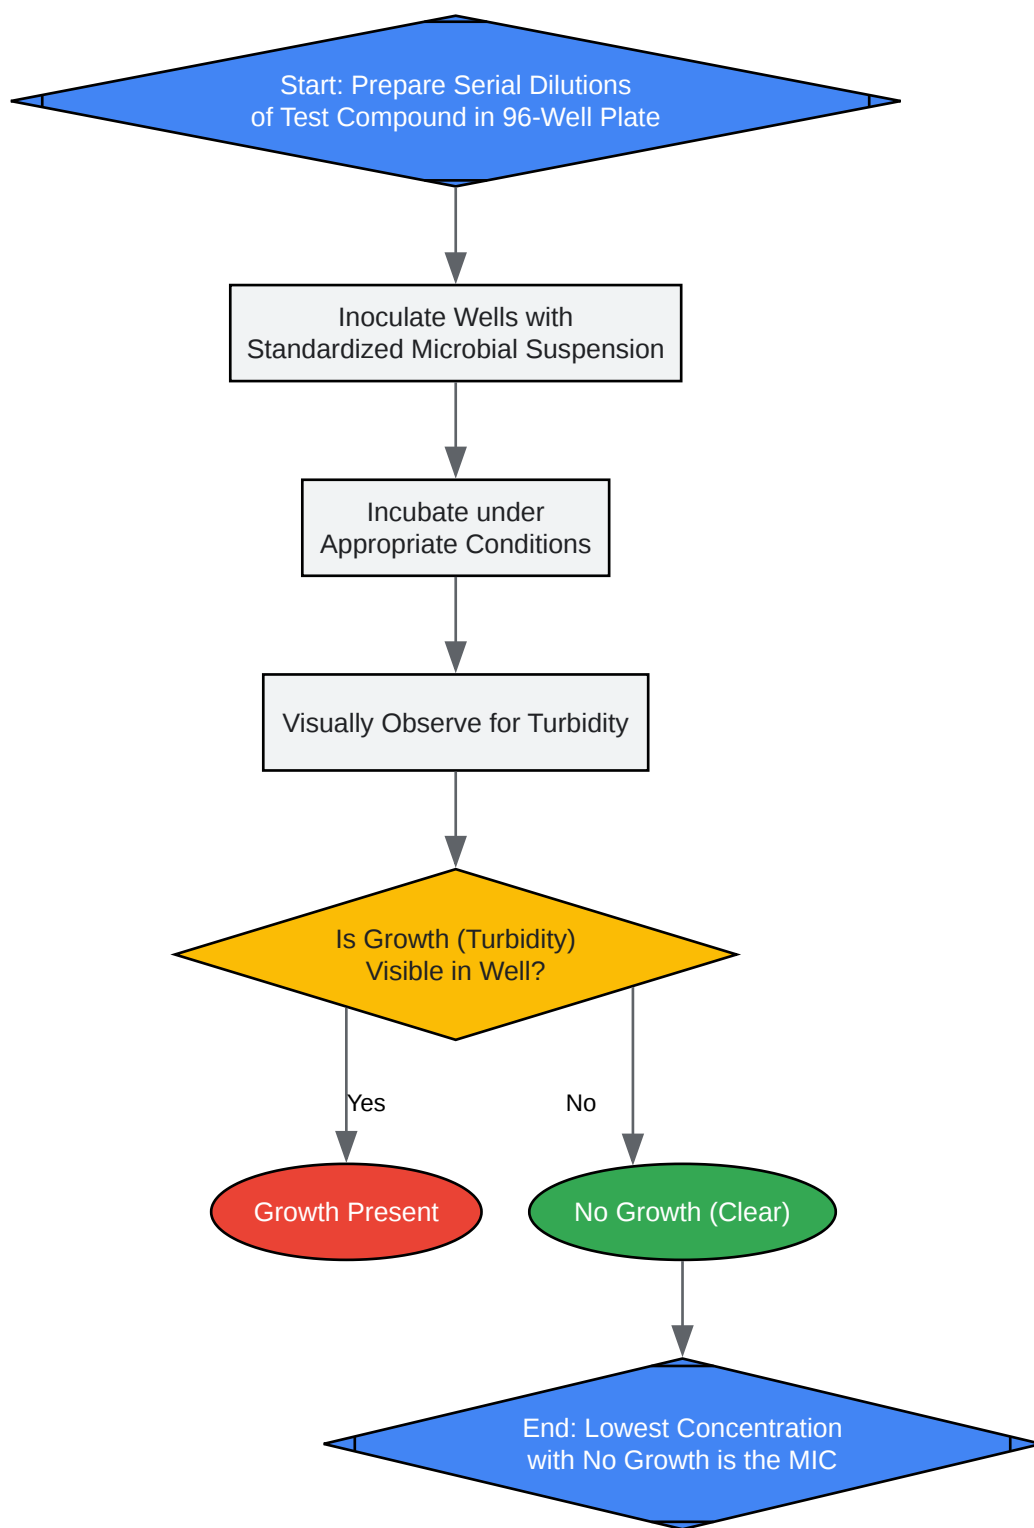 Start: Prepare Serial Dilutions
of Test Compound in 96-Well Plate
Inoculate Wells with
Standardized Microbial Suspension
Incubate under
Appropriate Conditions
Visually Observe for Turbidity
Is Growth (Turbidity)
Visible in Well?
Yes
No
Growth Present
No Growth (Clear)
End: Lowest Concentration
with No Growth is the MIC